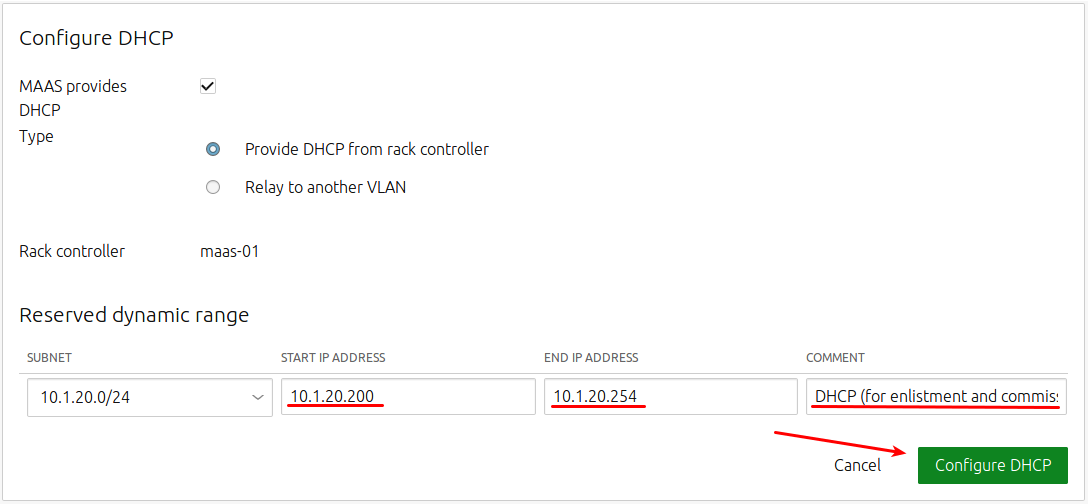 Configure DHCP
MAAS provides
DHCP
Type
Provide DHCP from rack controller
Relay to another VLAN
Rack controller
maas-01
Reserved dynamic range
SUBNET
START IP ADDRESS
END IP ADDRESS
COMMENT
10.1.20.0/24
10.1.20.200
10.1.20.254
DHCP (for enlistment and commis
Cancel
Configure DHCP